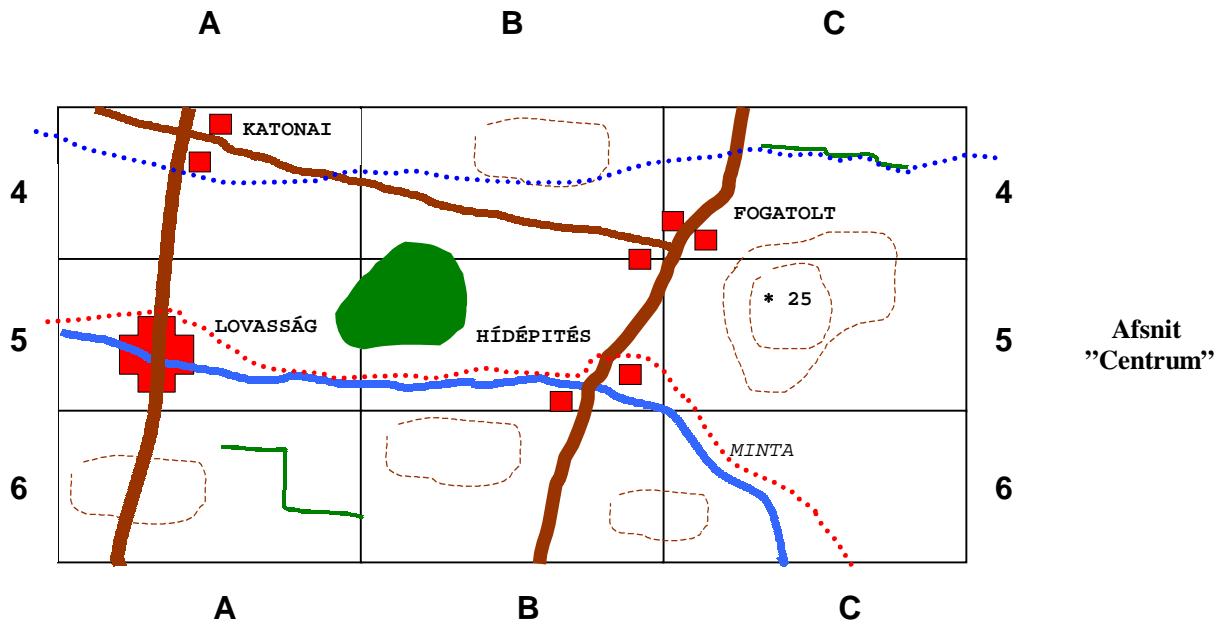 A B C
KATONAI
4 4
FOGATOLT
* 25
LOVASSÁG
HÍDÉPITÉS
5 5
Afsnit
”Centrum”
MINTA
6 6
A B C